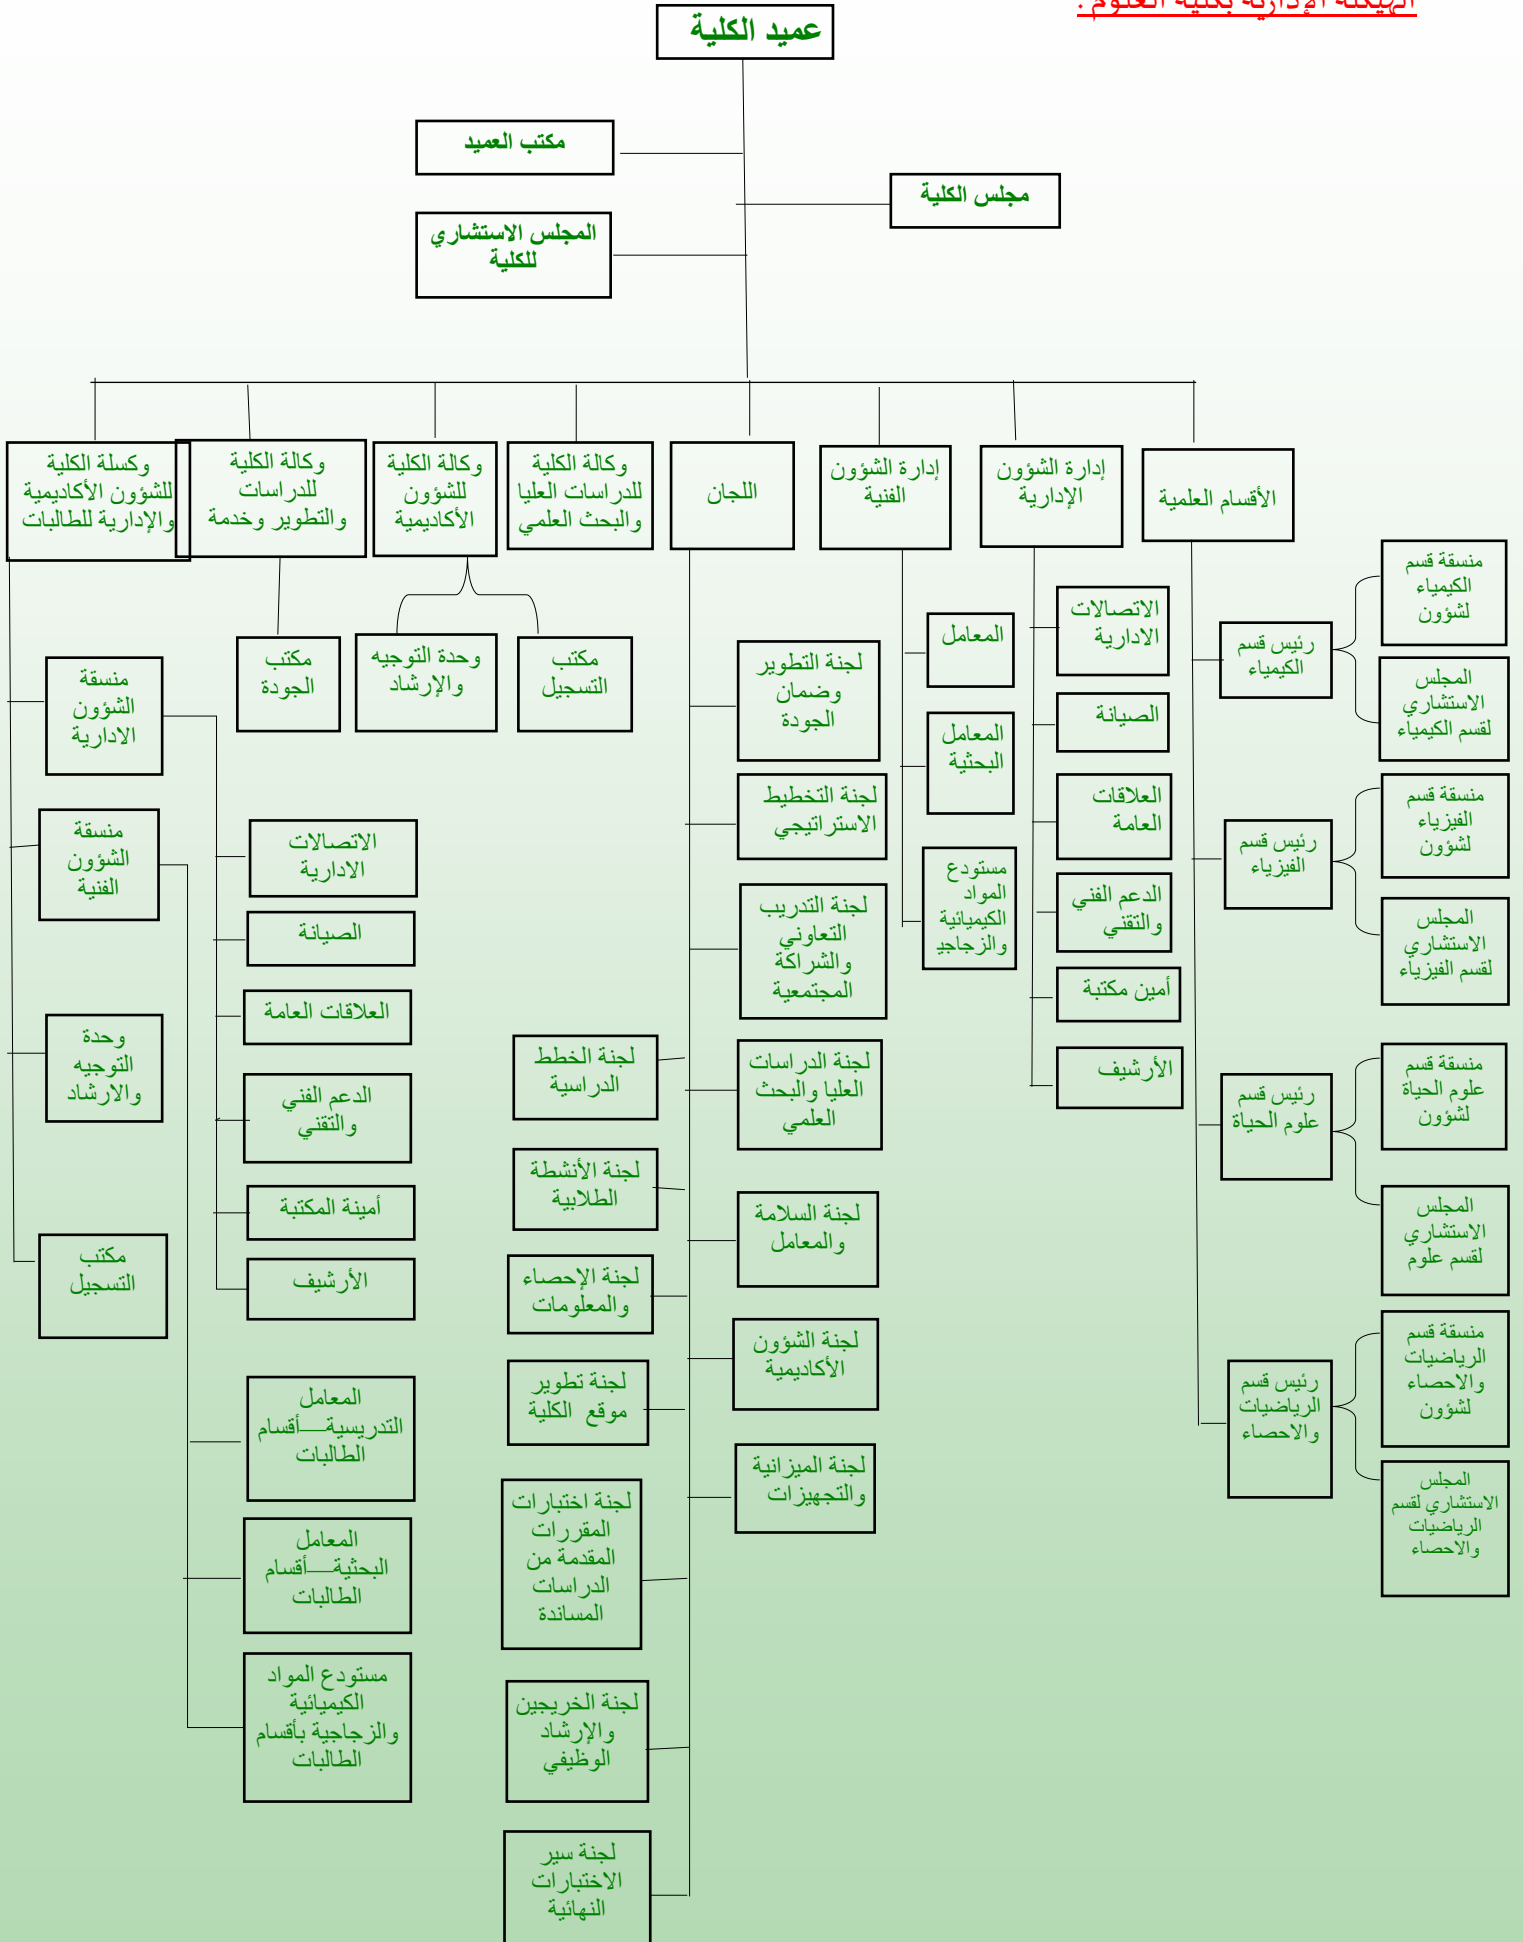 الهيكلة الإدارية بكلية العلوم :
عميد الكلية
مكتب العميد
مجلس الكلية
المجلس الاستشاري
للكلية
الأقسام العلمية
إدارة الشؤون
الإدارية
إدارة الشؤون
الفنية
اللجان
وكالة الكلية
للدراسات العليا
والبحث العلمي
وكالة الكلية
للشؤون
الأكاديمية
وكالة الكلية
للدراسات
والتطوير وخدمة
وكسلة الكلية
للشؤون الأكاديمية
والإدارية للطالبات
رئيس قسم
الكيمياء
منسقة قسم
الكيمياء
لشؤون
المجلس
الاستشاري
لقسم الكيمياء
رئيس قسم
الفيزياء
منسقة قسم
الفيزياء
لشؤون
المجلس
الاستشاري
لقسم الفيزياء
رئيس قسم
علوم الحياة
منسقة قسم
علوم الحياة
لشؤون
المجلس
الاستشاري
لقسم علوم
رئيس قسم
الرياضيات
والاحصاء
منسقة قسم
الرياضيات
والاحصاء
لشؤون
المجلس
الاستشاري لقسم
الرياضيات
والاحصاء
الاتصالات
الادارية
الصيانة
العلاقات
العامة
الدعم الفني
والتقني
أمين مكتبة
الأرشيف
المعامل
المعامل
البحثية
مستودع
المواد
الكيميائية
والزجاجي
لجنة التطوير
وضمان
الجودة
لجنة التخطيط
الاستراتيجي
لجنة التدريب
التعاوني
والشراكة
المجتمعية
لجنة الدراسات
العليا والبحث
العلمي
لجنة السلامة
والمعامل
لجنة الشؤون
الأكاديمية
لجنة الميزانية
والتجهيزات
لجنة الخطط
الدراسية
لجنة الأنشطة
الطلابية
لجنة الإحصاء
والمعلومات
لجنة تطوير
موقع الكلية
لجنة اختبارات
المقررات
المقدمة من
الدراسات
المساندة
لجنة الخريجين
والإرشاد
الوظيفي
لجنة سير
الاختبارات
النهائية
مكتب
التسجيل
وحدة التوجيه
والإرشاد
مكتب
الجودة
منسقة
الشؤون
الادارية
منسقة
الشؤون
الفنية
وحدة
التوجيه
والارشاد
مكتب
التسجيل
الاتصالات
الادارية
الصيانة
العلاقات العامة
الدعم الفني
والتقني
أمينة المكتبة
الأرشيف
المعامل
التدريسية—أقسام
الطالبات
المعامل
البحثية—أقسام
الطالبات
مستودع المواد
الكيميائية
والزجاجية بأقسام
الطالبات